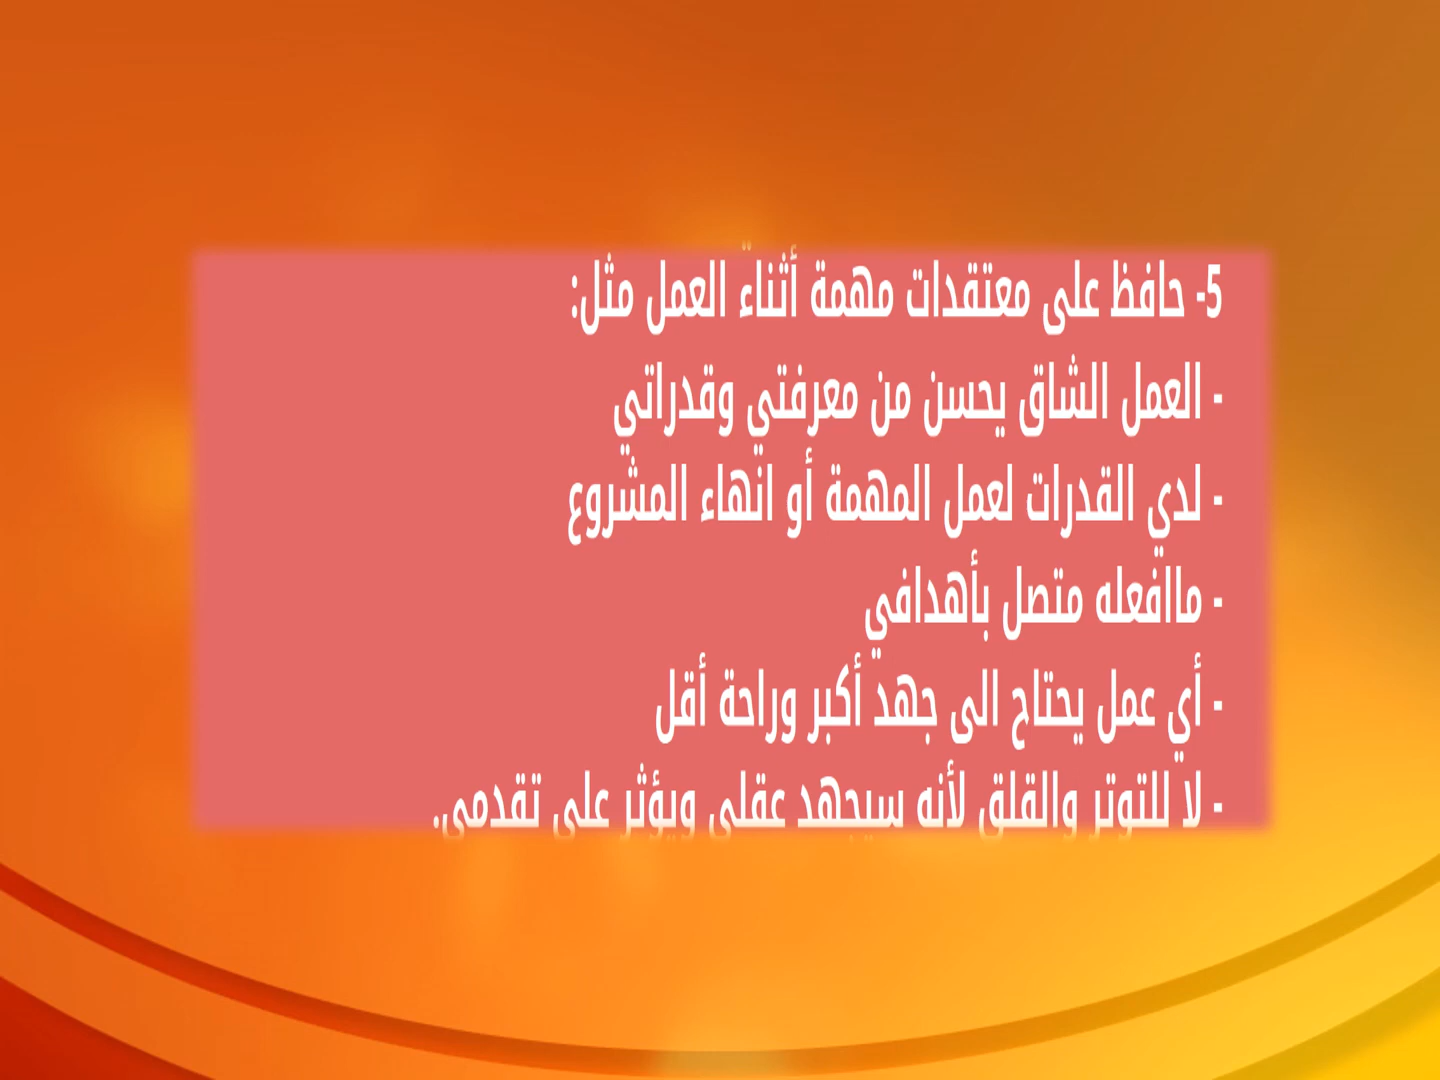 5- حافظ على معتقدات مهمة أثناء العمل مثل:
- العمل الشاق يحسن من معرفتي وقدراتي
- لدي القدرات لعمل المهمة أو انهاء المشروع
- ماافعله متصل بأهدافي
- أي عمل يحتاج الى جهد أكبر وراحة أقل
- لا للتوتر والقلق لأنه سيجهد عقلي ويؤثر على تقدمي.